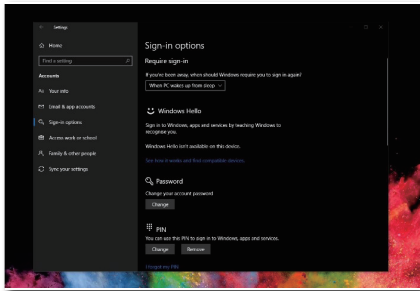 Settings
Home
Find a setting
Accounts
Your info
Email & app accounts
Sign-in options
Access work or school
Family & other people
Sync your settings
Sign-in options
Require sign-in
If you've been away, when should Windows require you to sign in again?
When PC wakes up from sleep
Windows Hello
Sign in to Windows, apps and services by teaching Windows to
recognise you.
Windows Hello isn't available on this device.
See how it works and find compatible devices.
Password
Change your account password
Change
PIN
You can use this PIN to sign in to Windows, apps and services.
Change
Remove
I forgot my PIN